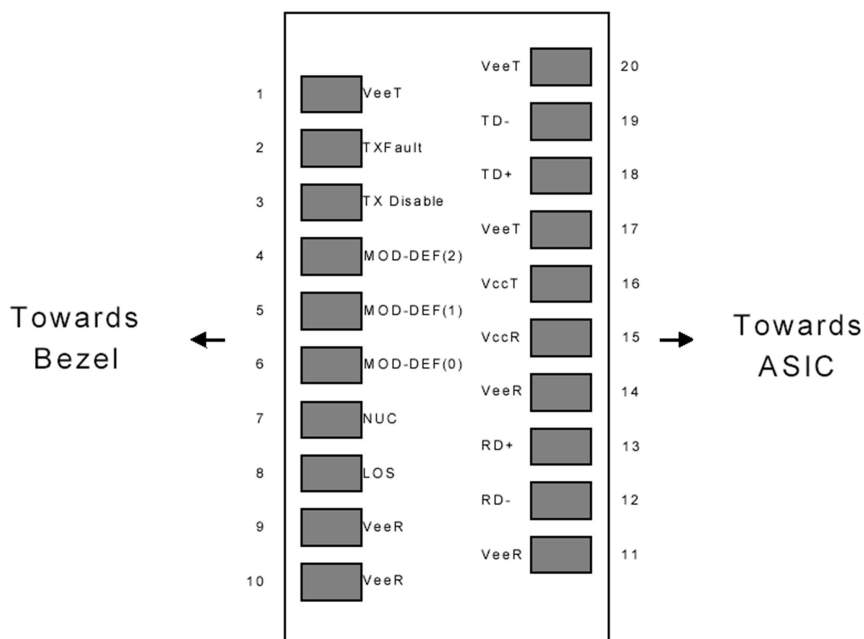 VeeT 20
1 VeeT
TD- 19
2 TXFault
TD+ 18
3 TX Disable
VeeT 17
4 MOD-DEF(2)
VccT 16
5 MOD-DEF(1)
Towards
Bezel
VccR 15
Towards
ASIC
6 MOD-DEF(0)
VeeR 14
7 NUC
RD+ 13
8 LOS
RD- 12
9 VeeR
VeeR 11
10 VeeR